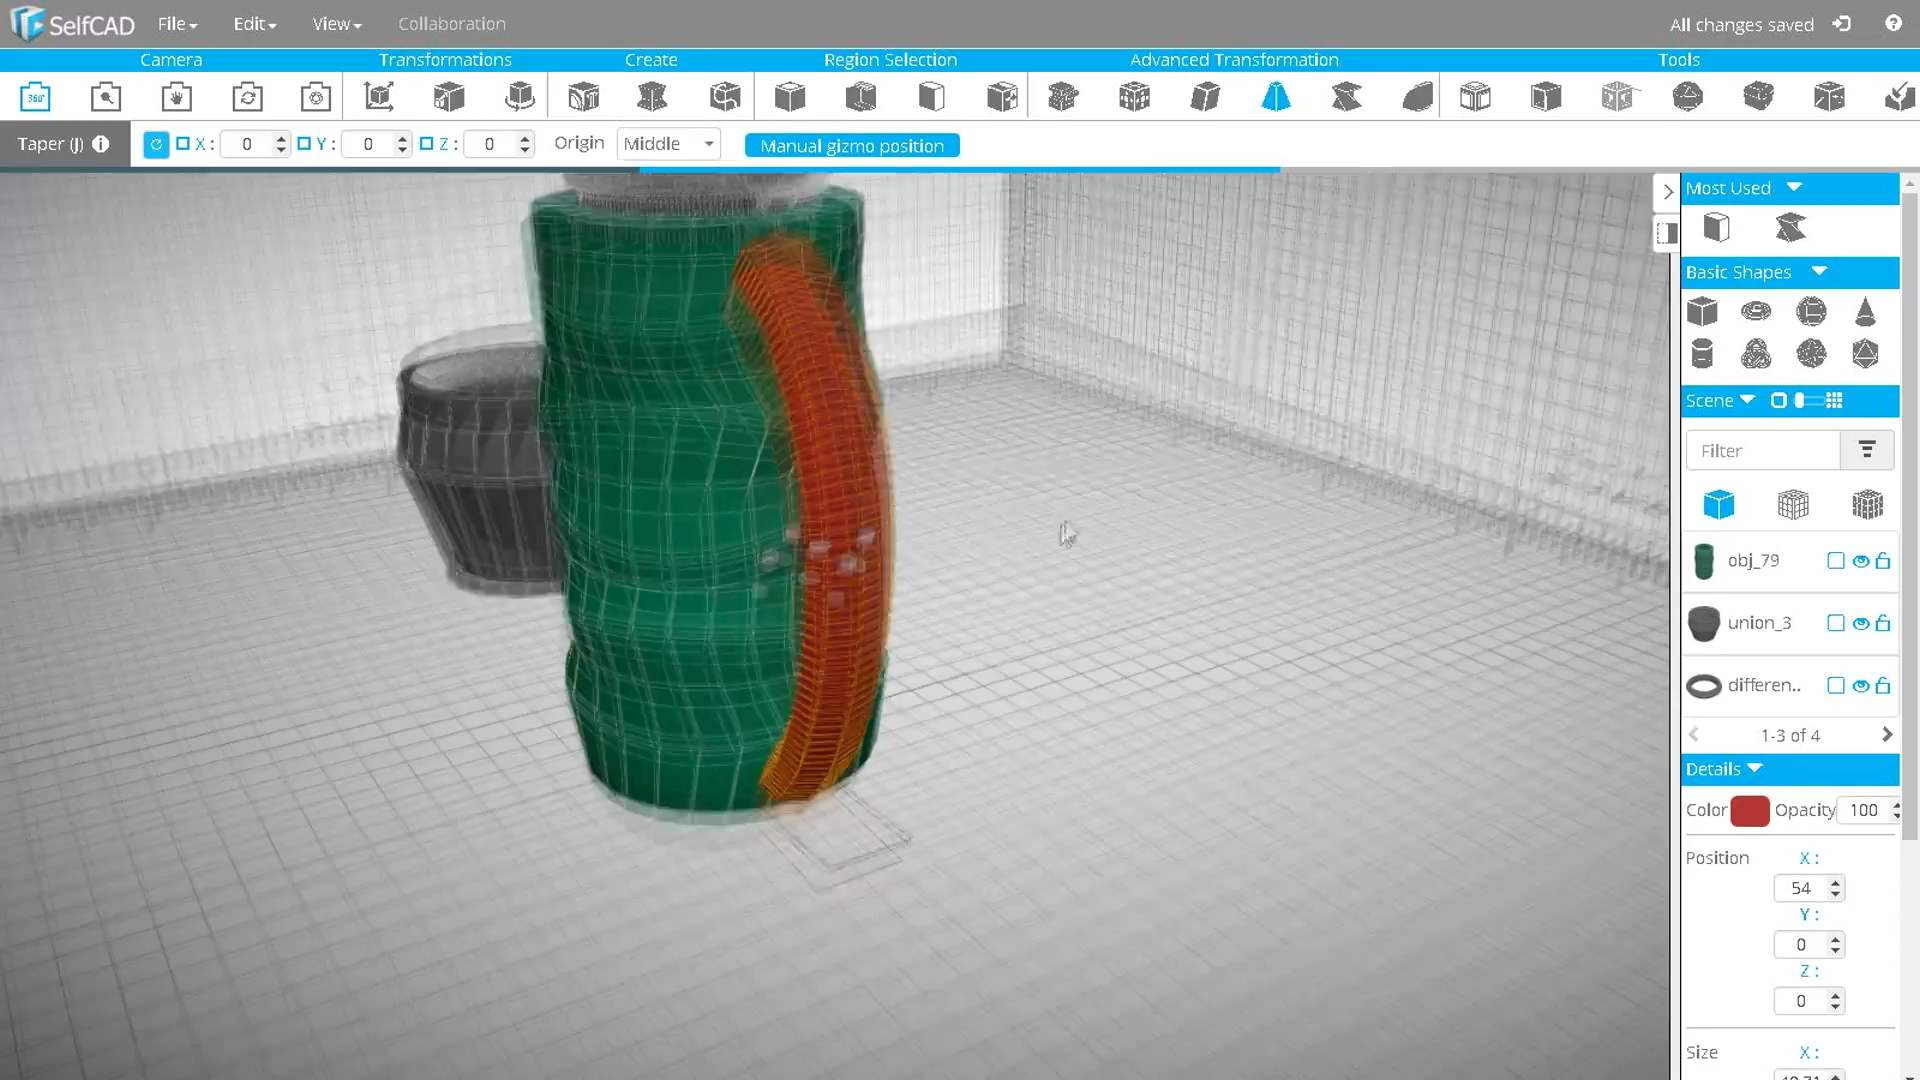 SelfCAD File Edit View Collaboration All changes saved
Camera Transformations Create Region Selection Advanced Transformation Tools
360°
Taper (J) X : 0 Y : 0 Z : 0 Origin Middle Manual gizmo position
Most Used
Basic Shapes
Scene
Filter
obj_79
union_3
differen..
1-3 of 4
Details
Color Opacity 100
Position X :
54
Y :
0
Z :
0
Size X :